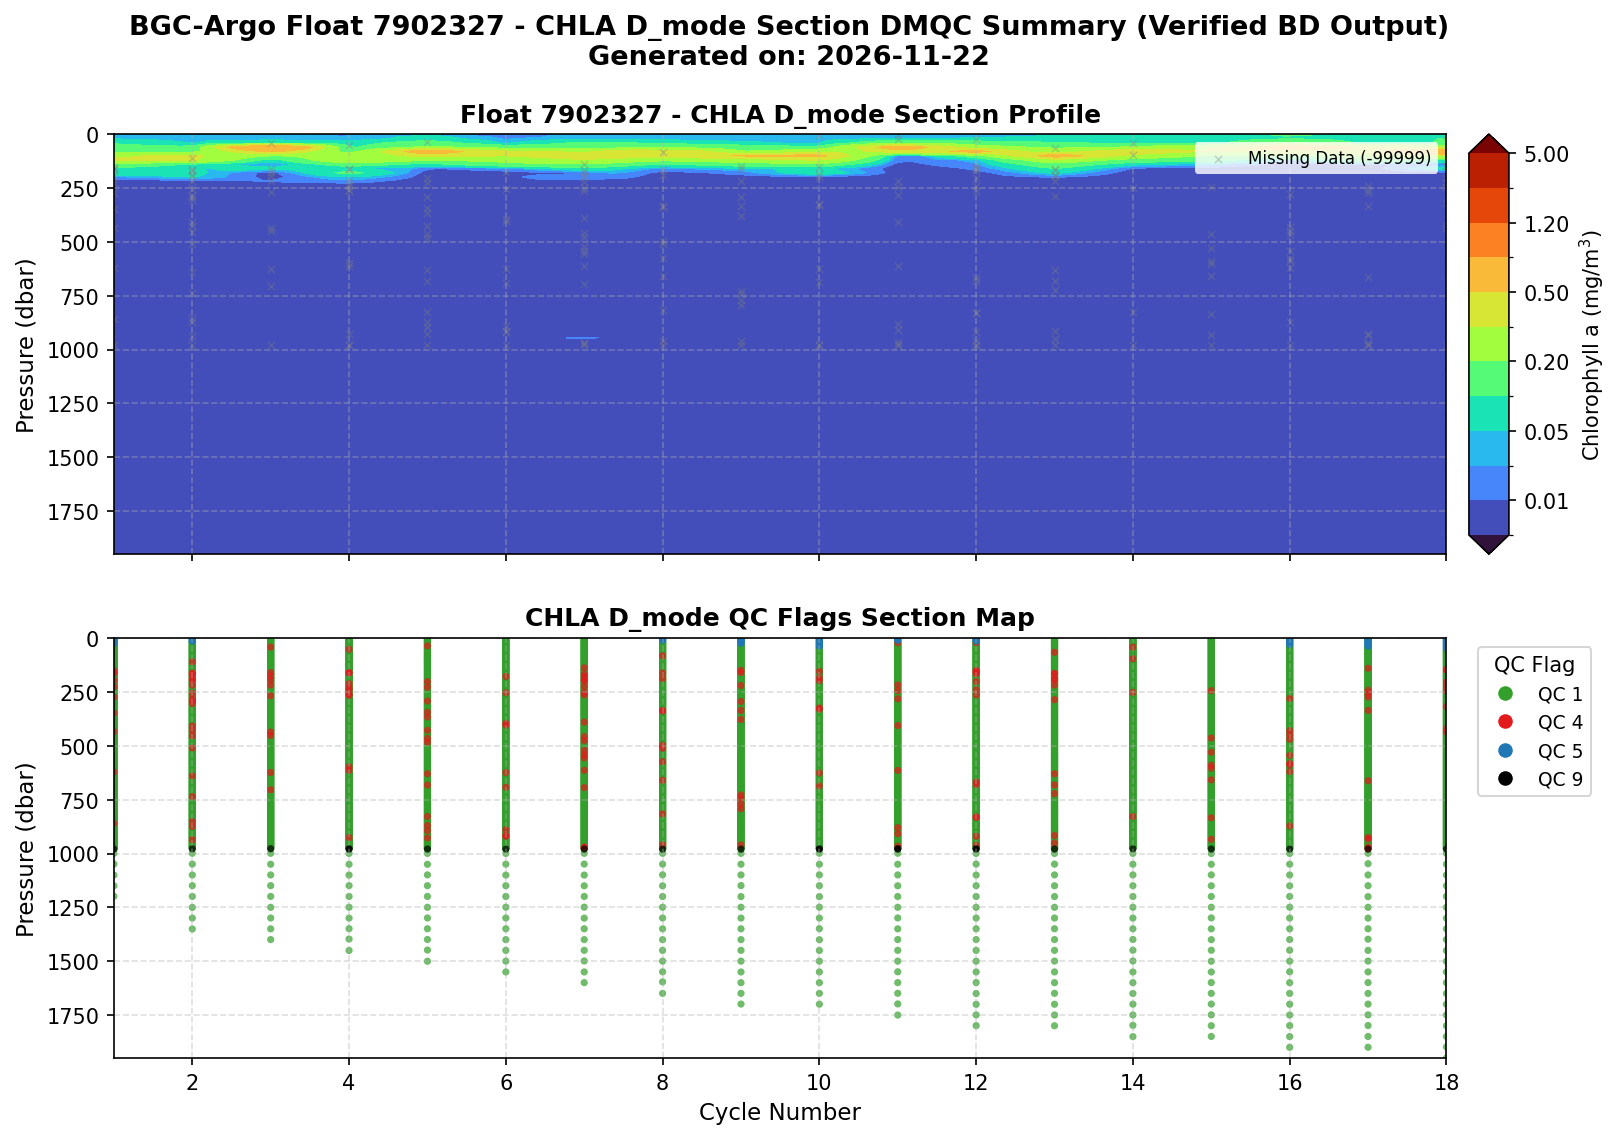 BGC-Argo Float 7902327 - CHLA D_mode Section DMQC Summary (Verified BD Output)
Generated on: 2026-11-22
Float 7902327 - CHLA D_mode Section Profile
Pressure (dbar)
0
250
500
750
1000
1250
1500
1750
Missing Data (-99999)
5.00
1.20
0.50
0.20
0.05
0.01
Chlorophyll a (mg/m³)
CHLA D_mode QC Flags Section Map
Pressure (dbar)
0
250
500
750
1000
1250
1500
1750
2 4 6 8 10 12 14 16 18
Cycle Number
QC Flag
QC 1
QC 4
QC 5
QC 9